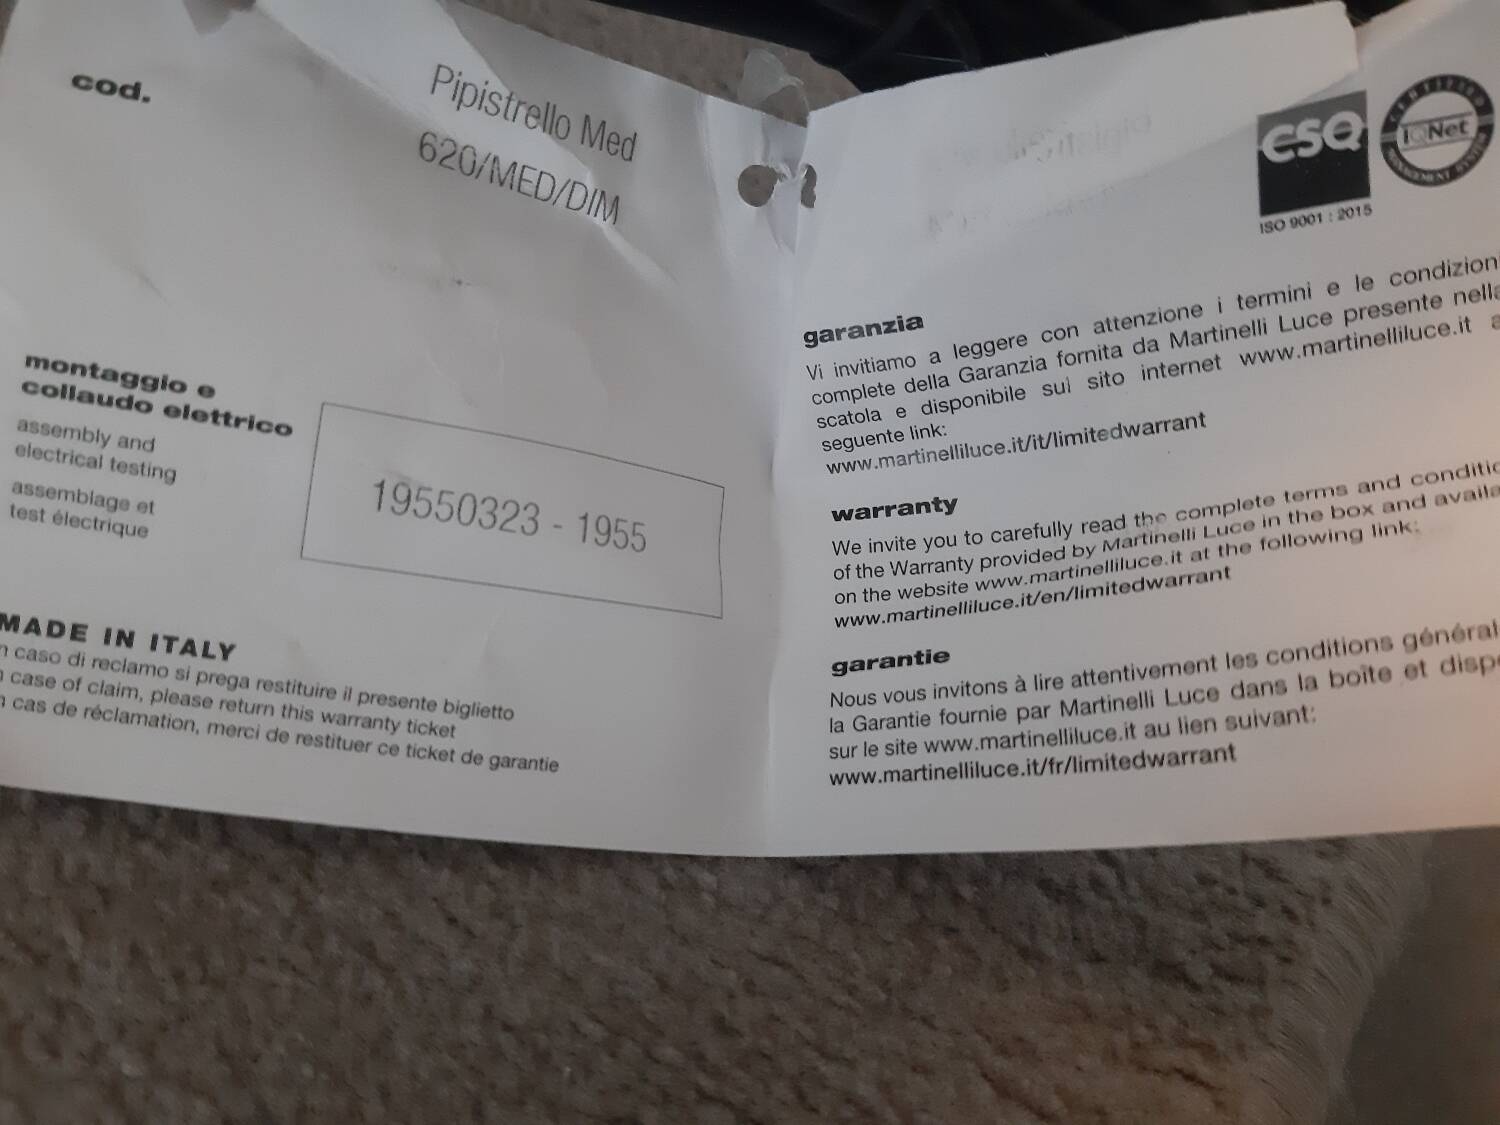 cod.
Pipistrello Med
620/MED/DIM
montaggio e
collaudo elettrico
assembly and
electrical testing
assemblage et
test électrique
19550323 - 1955
MADE IN ITALY
n caso di reclamo si prega restituire il presente biglietto
n case of claim, please return this warranty ticket
n cas de réclamation, merci de restituer ce ticket de garantie
CSQ
ISO 9001 : 2015
CERTIFIED
IQNet
MANAGEMENT SYSTEM
garanzia
Vi invitiamo a leggere con attenzione i termini e le condizioni
complete della Garanzia fornita da Martinelli Luce presente nella
scatola e disponibile sul sito internet www.martinelliluce.it a
seguente link:
www.martinelliluce.it/it/limitedwarrant
warranty
We invite you to carefully read the complete terms and conditio
of the Warranty provided by Martinelli Luce in the box and availa
on the website www.martinelliluce.it at the following link:
www.martinelliluce.it/en/limitedwarrant
garantie
Nous vous invitons à lire attentivement les conditions général
la Garantie fournie par Martinelli Luce dans la boîte et disp
sur le site www.martinelliluce.it au lien suivant:
www.martinelliluce.it/fr/limitedwarrant